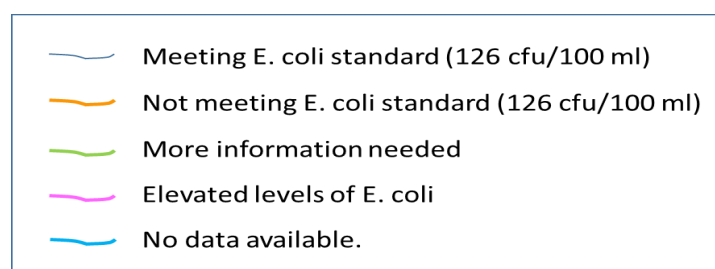 Meeting E. coli standard (126 cfu/100 ml)
Not meeting E. coli standard (126 cfu/100 ml)
More information needed
Elevated levels of E. coli
No data available.